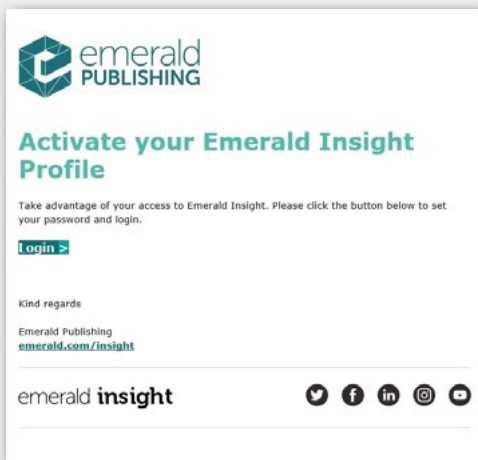 emerald
PUBLISHING
Activate your Emerald Insight
Profile
Take advantage of your access to Emerald Insight. Please click the button below to set
your password and login.
Login >
Kind regards
Emerald Publishing
emerald.com/insight
emerald insight